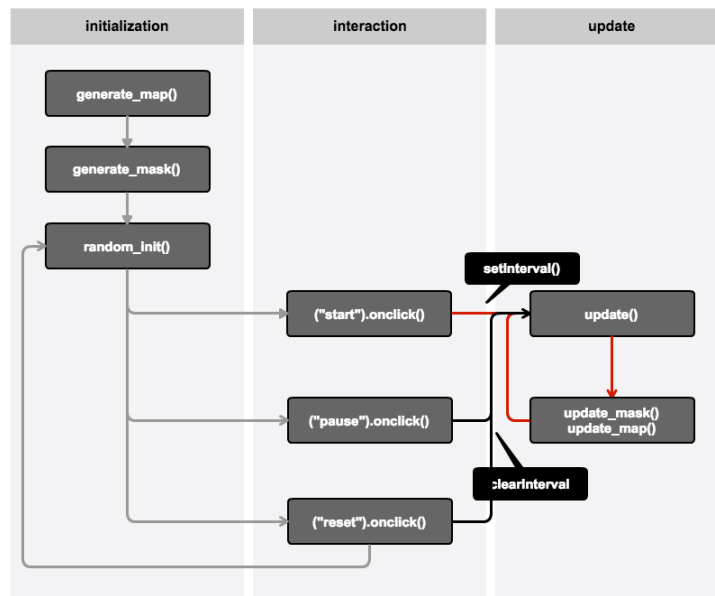 initialization
interaction
update
generate_map()
generate_mask()
random_init()
setInterval()
("start").onclick()
update()
("pause").onclick()
update_mask()
update_map()
clearInterval
("reset").onclick()